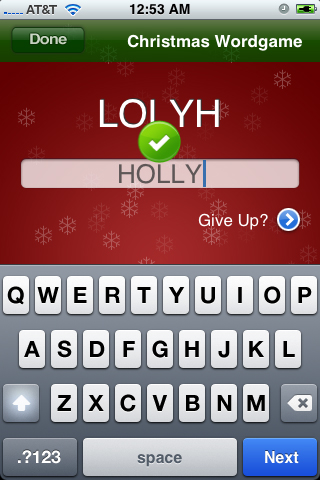 AT&T 12:53 AM
Done Christmas Wordgame
LOLYH
HOLLY
Give Up?
Q W E R T Y U I O P
A S D F G H J K L
Z X C V B N M
.?123 space Next